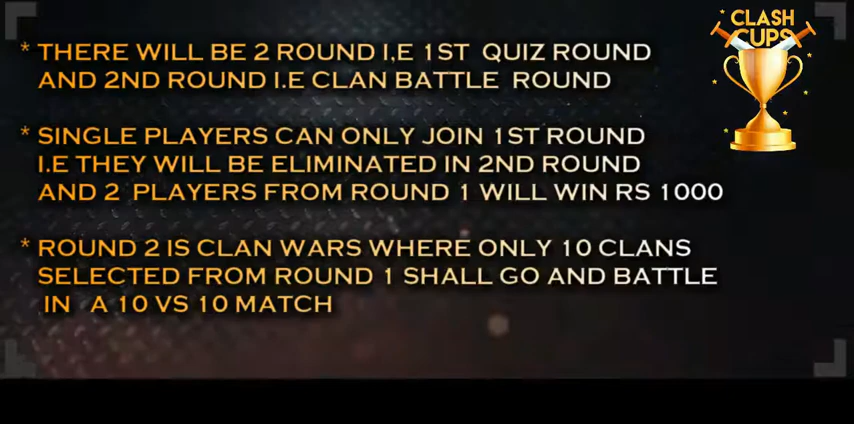 CLASH
CUPS
* THERE WILL BE 2 ROUND I,E 1ST QUIZ ROUND
AND 2ND ROUND I.E CLAN BATTLE ROUND
* SINGLE PLAYERS CAN ONLY JOIN 1ST ROUND
I.E THEY WILL BE ELIMINATED IN 2ND ROUND
AND 2 PLAYERS FROM ROUND 1 WILL WIN RS 1000
* ROUND 2 IS CLAN WARS WHERE ONLY 10 CLANS
SELECTED FROM ROUND 1 SHALL GO AND BATTLE
IN A 10 VS 10 MATCH